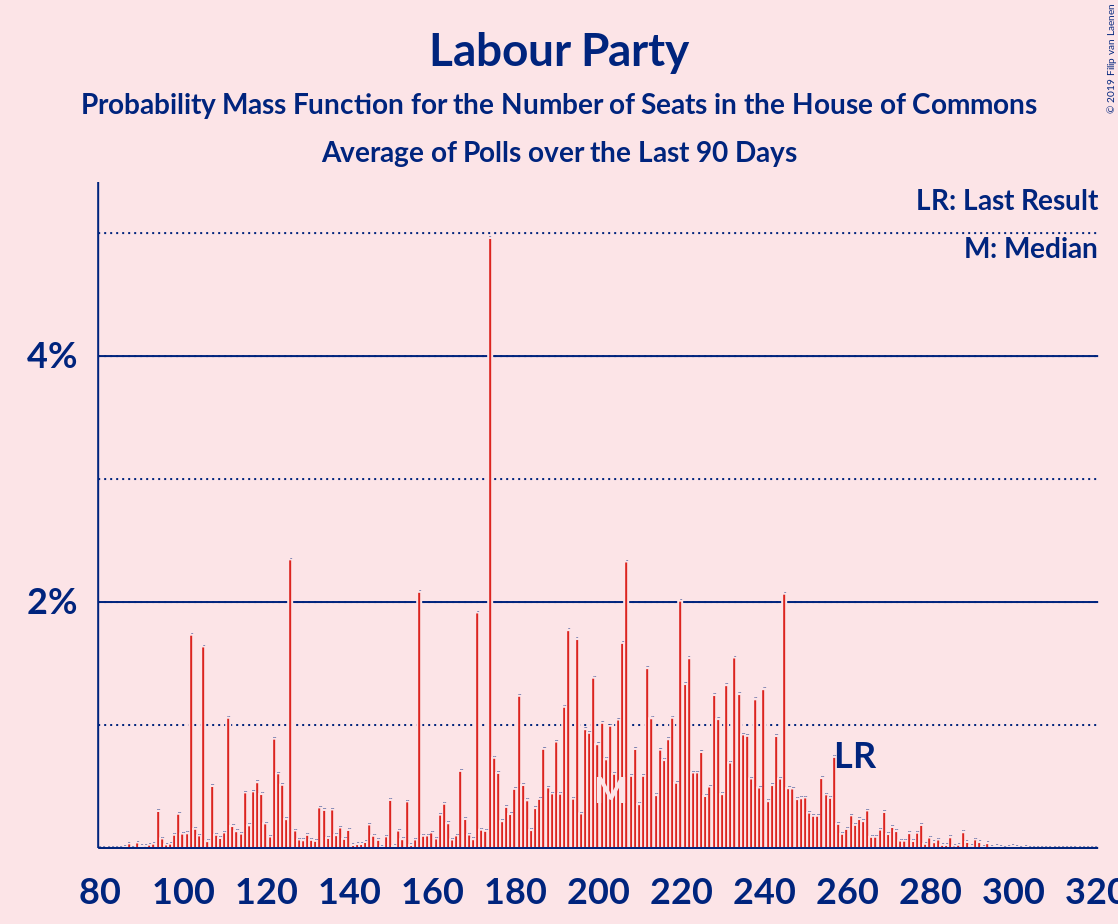 Labour Party
Probability Mass Function for the Number of Seats in the House of Commons
Average of Polls over the Last 90 Days
© 2019 Filip van Laenen
LR: Last Result
M: Median
4%
2%
M
LR
80 100 120 140 160 180 200 220 240 260 280 300 320